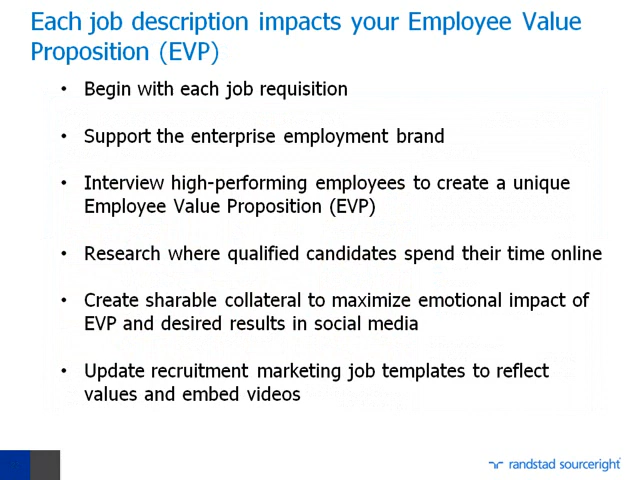 Each job description impacts your Employee Value
Proposition (EVP)
• Begin with each job requisition
• Support the enterprise employment brand
• Interview high-performing employees to create a unique
Employee Value Proposition (EVP)
• Research where qualified candidates spend their time online
• Create sharable collateral to maximize emotional impact of
EVP and desired results in social media
• Update recruitment marketing job templates to reflect
values and embed videos
randstad sourceright